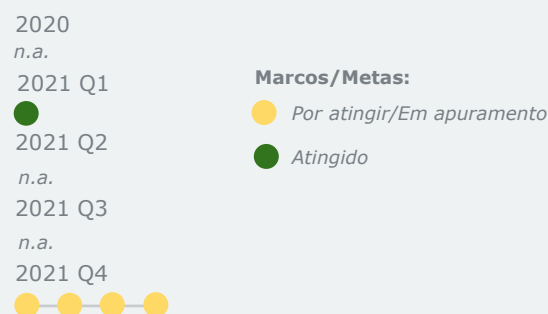 2020
n.a.
2021 Q1
2021 Q2
n.a.
2021 Q3
n.a.
2021 Q4
Marcos/Metas:
Por atingir/Em apuramento
Atingido